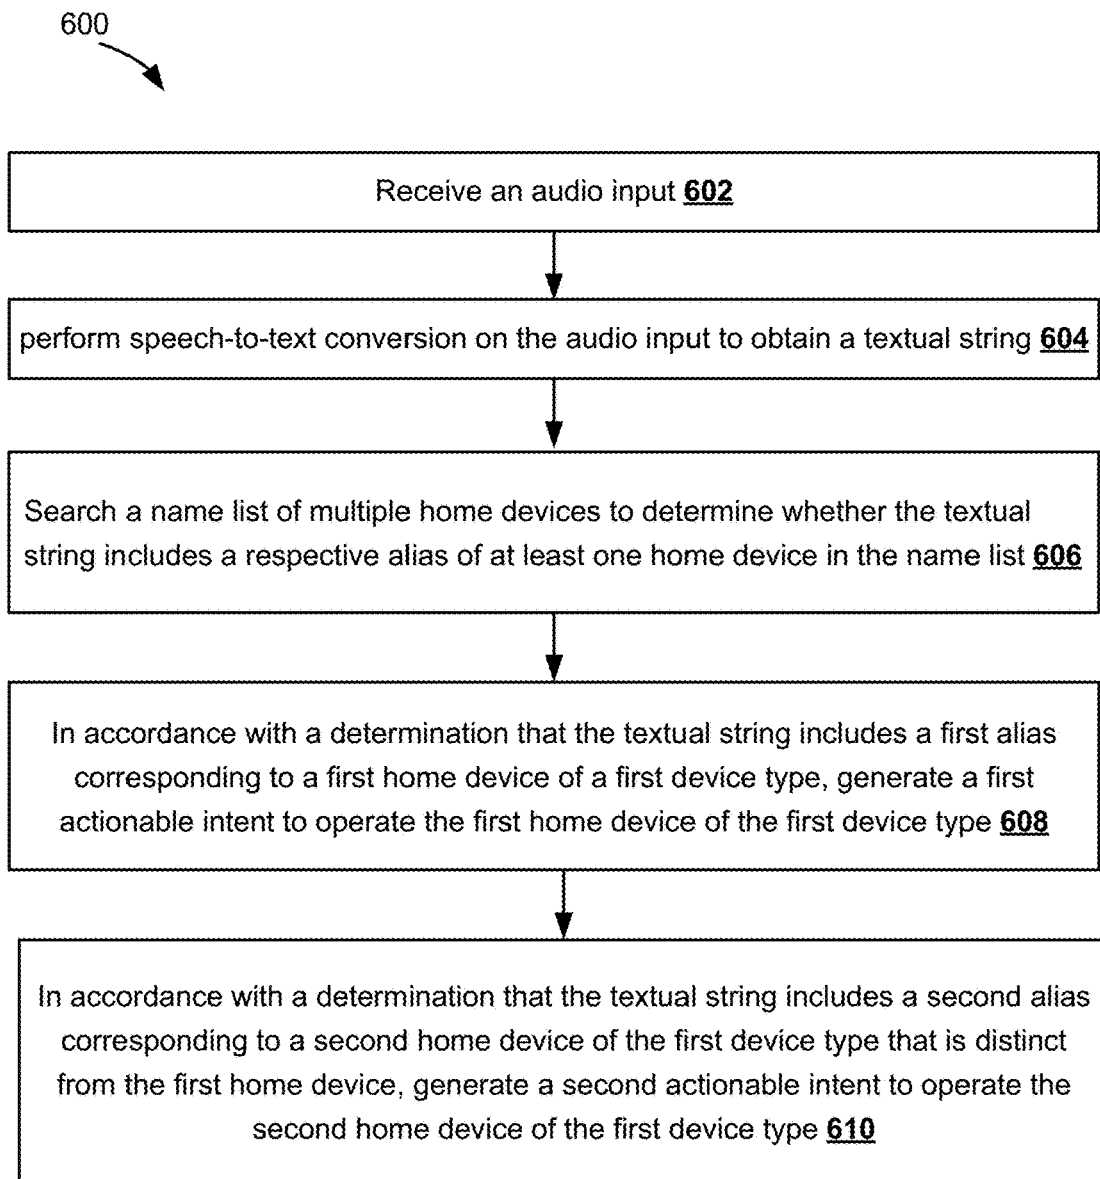 600
Receive an audio input 602
perform speech-to-text conversion on the audio input to obtain a textual string 604
Search a name list of multiple home devices to determine whether the textual
string includes a respective alias of at least one home device in the name list 606
In accordance with a determination that the textual string includes a first alias
corresponding to a first home device of a first device type, generate a first
actionable intent to operate the first home device of the first device type 608
In accordance with a determination that the textual string includes a second alias
corresponding to a second home device of the first device type that is distinct
from the first home device, generate a second actionable intent to operate the
second home device of the first device type 610